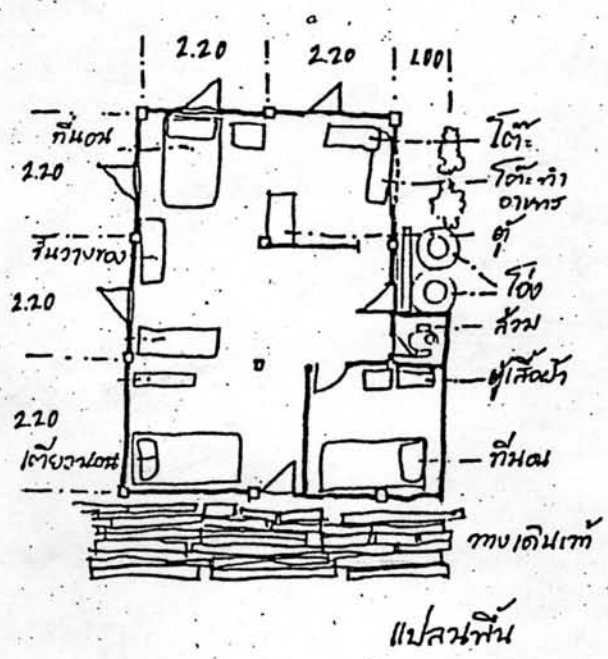 2.20
2.20
1.00
ที่นอน
2.20
ชั้นวางของ
2.20
2.20
เตียงนอน
โต๊ะ
โต๊ะทำ
อาหาร
ตู้
โอ่ง
ส้วม
ตู้เสื้อผ้า
ที่นอน
ทางเดินเท้า
แปลนพื้น